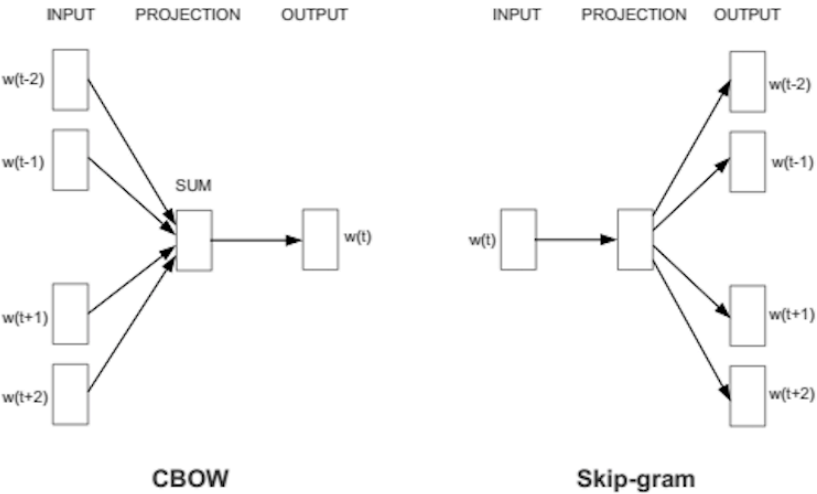 INPUT PROJECTION OUTPUT
w(t-2)
w(t-1)
SUM
w(t)
w(t+1)
w(t+2)
CBOW
INPUT PROJECTION OUTPUT
w(t-2)
w(t-1)
w(t)
w(t+1)
w(t+2)
Skip-gram